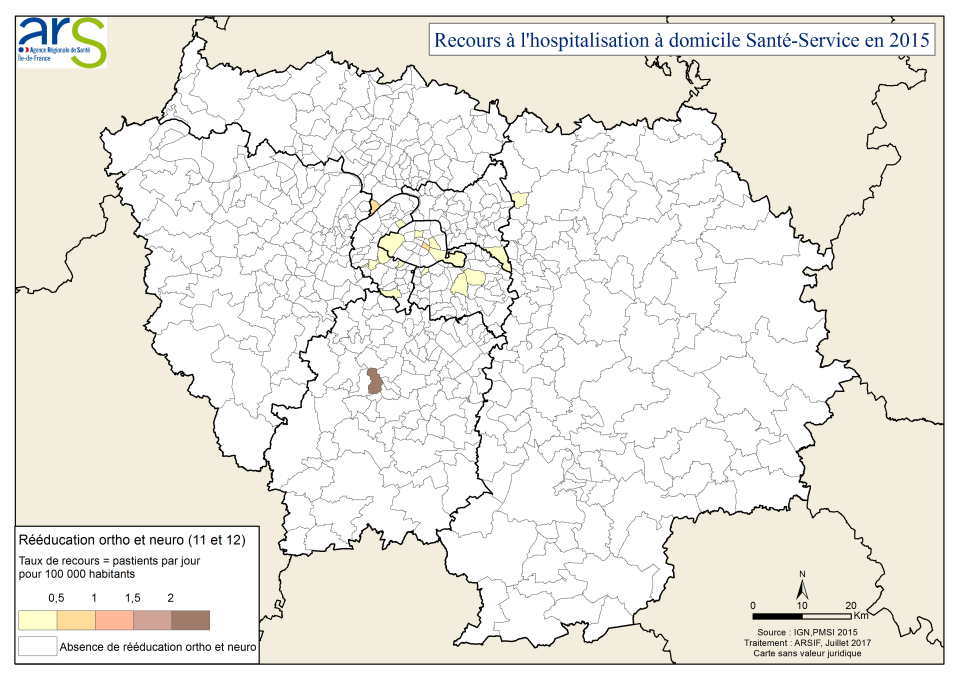 ars
Agence Régionale de Santé
Île-de-France
Recours à l'hospitalisation à domicile Santé-Service en 2015
Rééducation ortho et neuro (11 et 12)
Taux de recours = pastients par jour
pour 100 000 habitants
0,5 1 1,5 2
Absence de rééducation ortho et neuro
N
0 10 20
Km
Source : IGN,PMSI 2015
Traitement : ARSIF, Juillet 2017
Carte sans valeur juridique